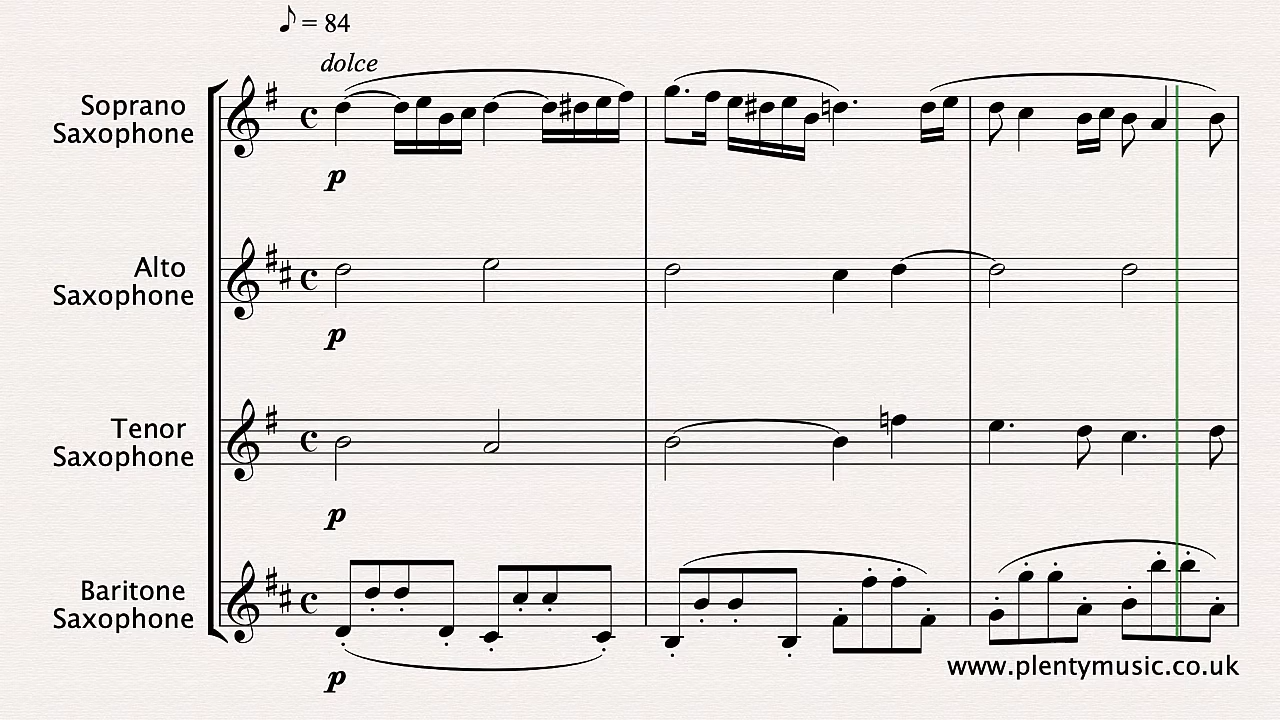 ♪ = 84
dolce
Soprano
Saxophone
p
Alto
Saxophone
p
Tenor
Saxophone
p
Baritone
Saxophone
p
www.plentymusic.co.uk